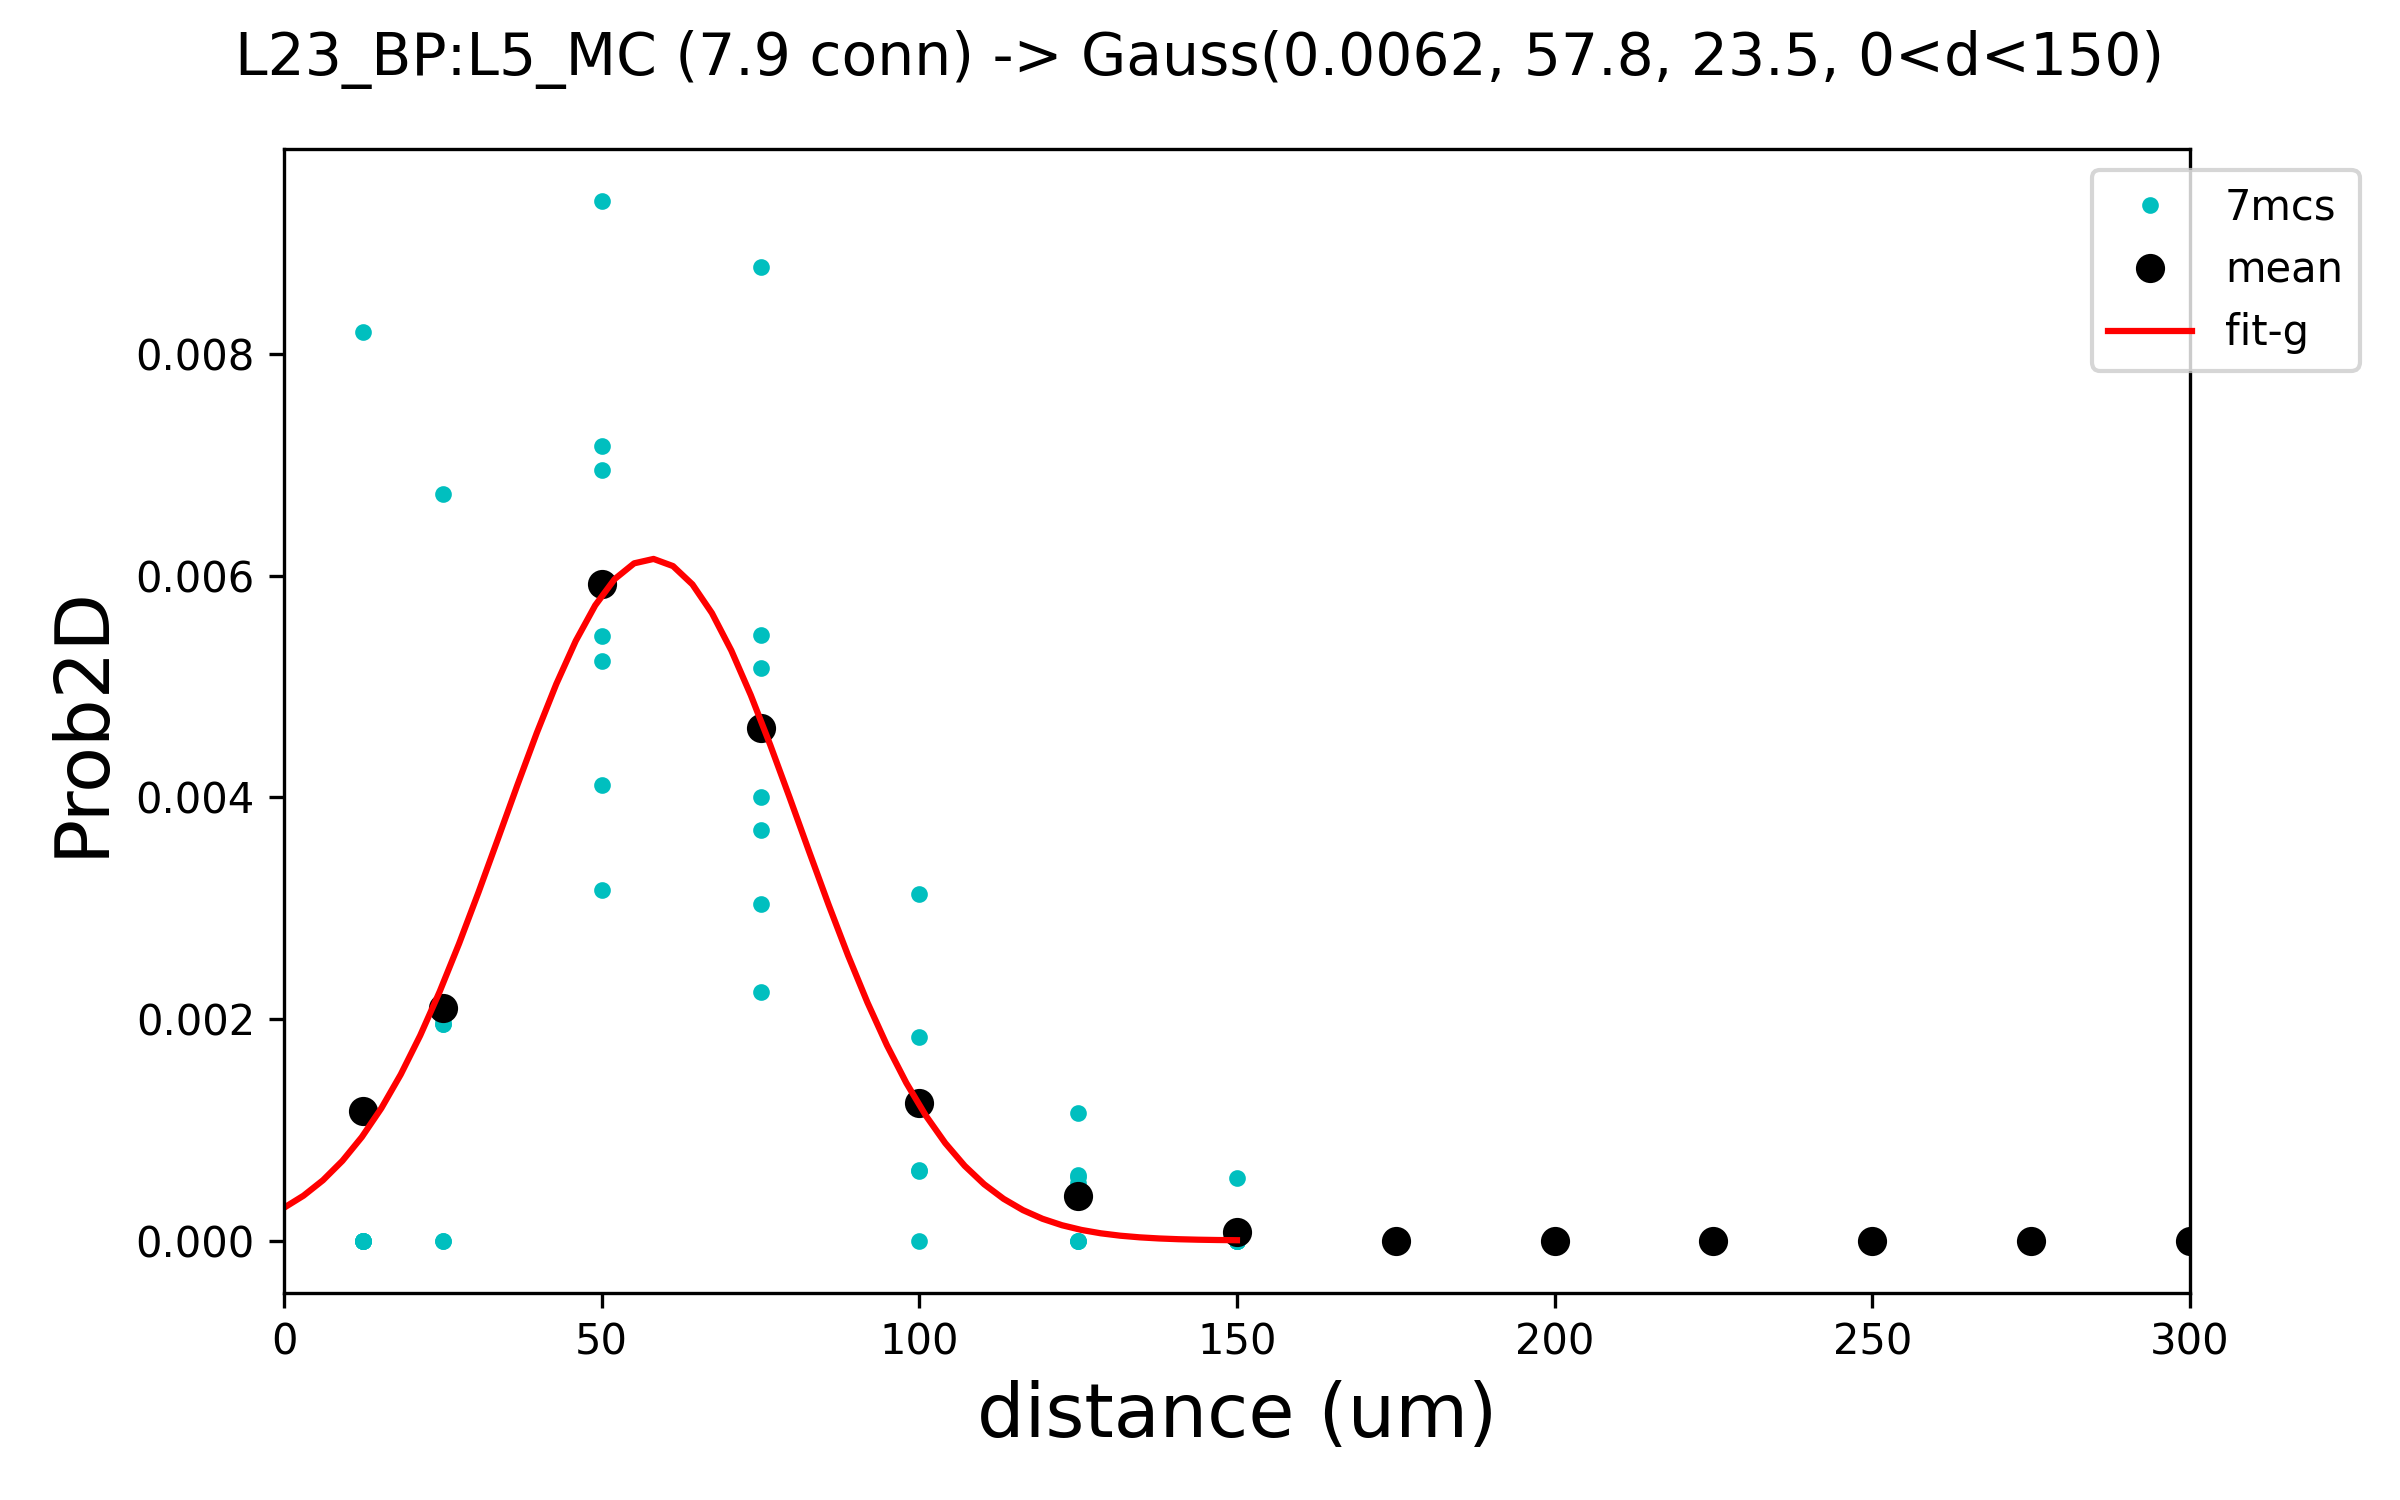 L23_BP:L5_MC (7.9 conn) -> Gauss(0.0062, 57.8, 23.5, 0<d<150)
7mcs
mean
fit-g
Prob2D
0.008
0.006
0.004
0.002
0.000
0 50 100 150 200 250 300
distance (um)